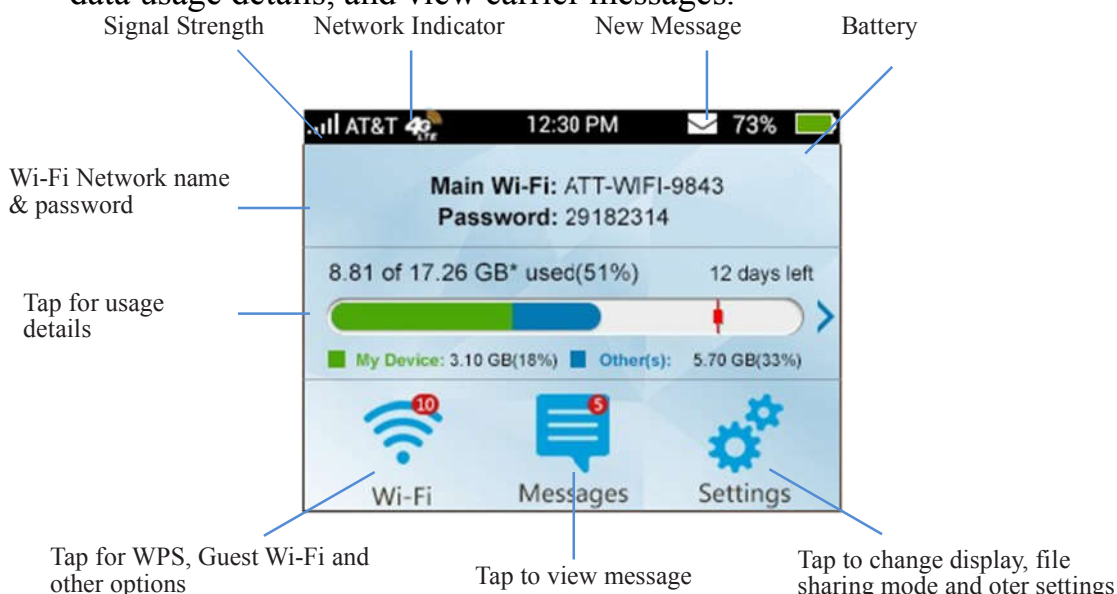 data usage details, and view carrier messages.
Signal Strength Network Indicator New Message Battery
AT&T 4G LTE 12:30 PM 73%
Main Wi-Fi: ATT-WIFI-9843
Password: 29182314
Wi-Fi Network name
& password
8.81 of 17.26 GB* used(51%) 12 days left
Tap for usage
details
My Device: 3.10 GB(18%) Other(s): 5.70 GB(33%)
10 5
Wi-Fi Messages Settings
Tap for WPS, Guest Wi-Fi and
other options
Tap to view message
Tap to change display, file
sharing mode and oter settings